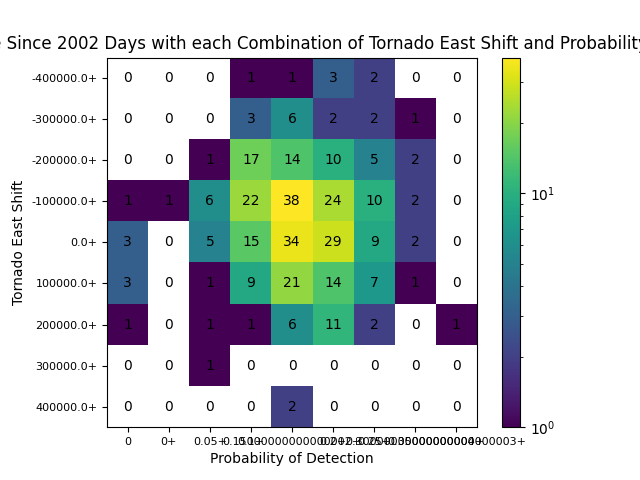 Since 2002 Days with each Combination of Tornado East Shift and Probability
-400000.0+ 0 0 0 1 1 3 2 0 0
-300000.0+ 0 0 0 3 6 2 2 1 0
-200000.0+ 0 0 1 17 14 10 5 2 0
-100000.0+ 1 1 6 22 38 24 10 2 0
0.0+ 3 0 5 15 34 29 9 2 0
100000.0+ 3 0 1 9 21 14 7 1 0
200000.0+ 1 0 1 1 6 11 2 0 1
300000.0+ 0 0 1 0 0 0 0 0 0
400000.0+ 0 0 0 0 2 0 0 0 0
0 0+ 0.05+
Probability of Detection
Tornado East Shift
10¹
10⁰